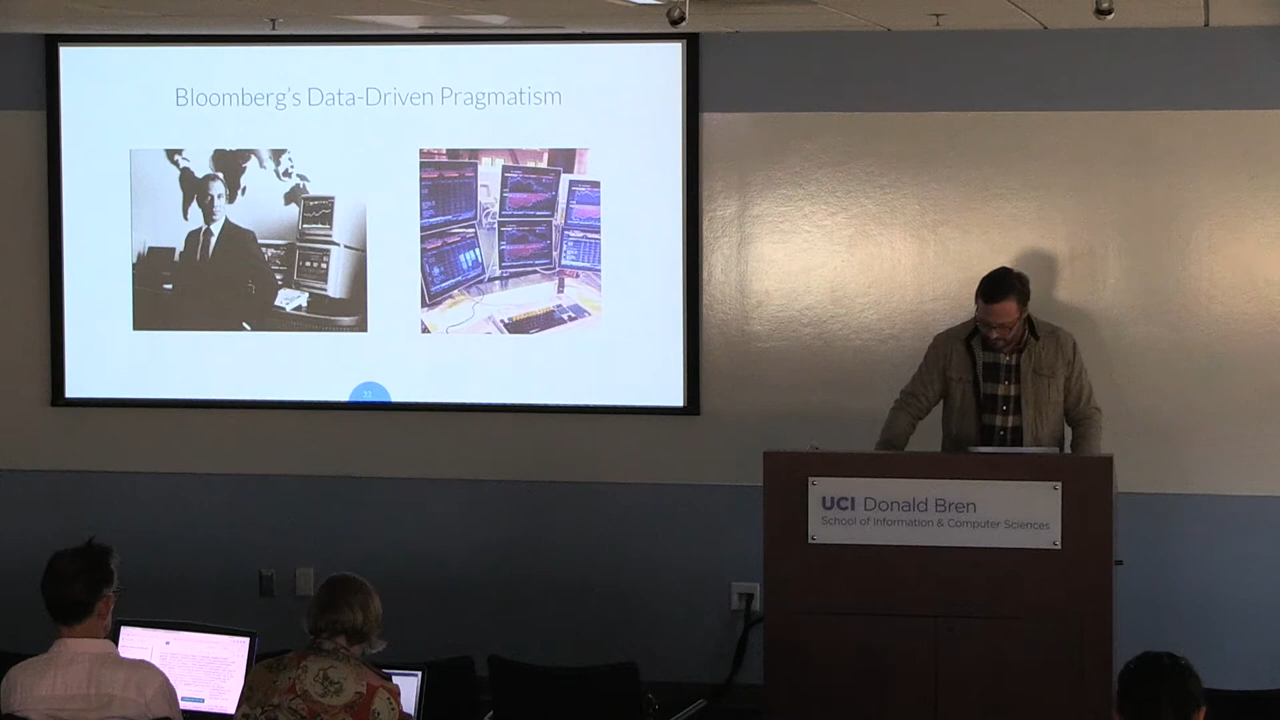 Bloomberg's Data-Driven Pragmatism
UCI Donald Bren
School of Information & Computer Sciences